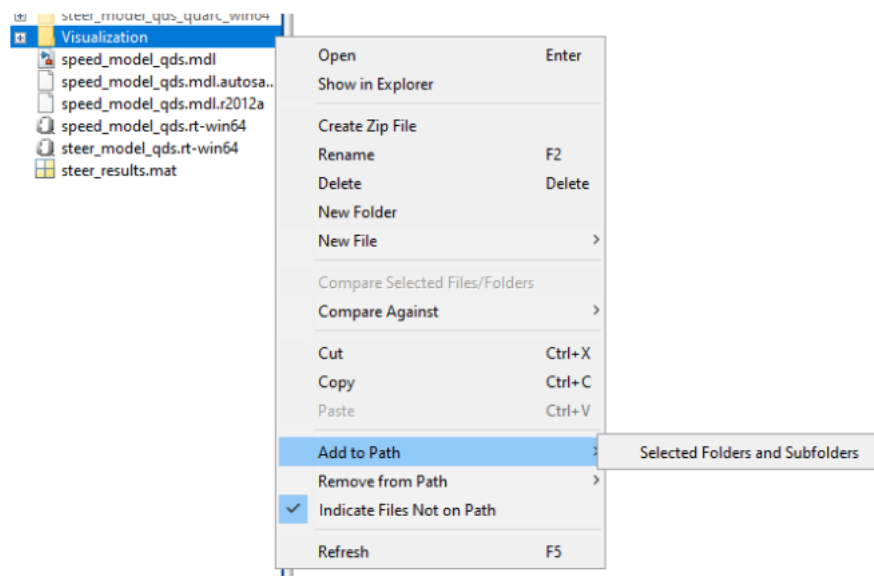 steer_model_qds_quarc_win64
Visualization
speed_model_qds.mdl
speed_model_qds.mdl.autosa..
speed_model_qds.mdl.r2012a
speed_model_qds.rt-win64
steer_model_qds.rt-win64
steer_results.mat
Open Enter
Show in Explorer
Create Zip File
Rename F2
Delete Delete
New Folder
New File
Compare Selected Files/Folders
Compare Against
Cut Ctrl+X
Copy Ctrl+C
Paste Ctrl+V
Add to Path
Selected Folders and Subfolders
Remove from Path
Indicate Files Not on Path
Refresh F5